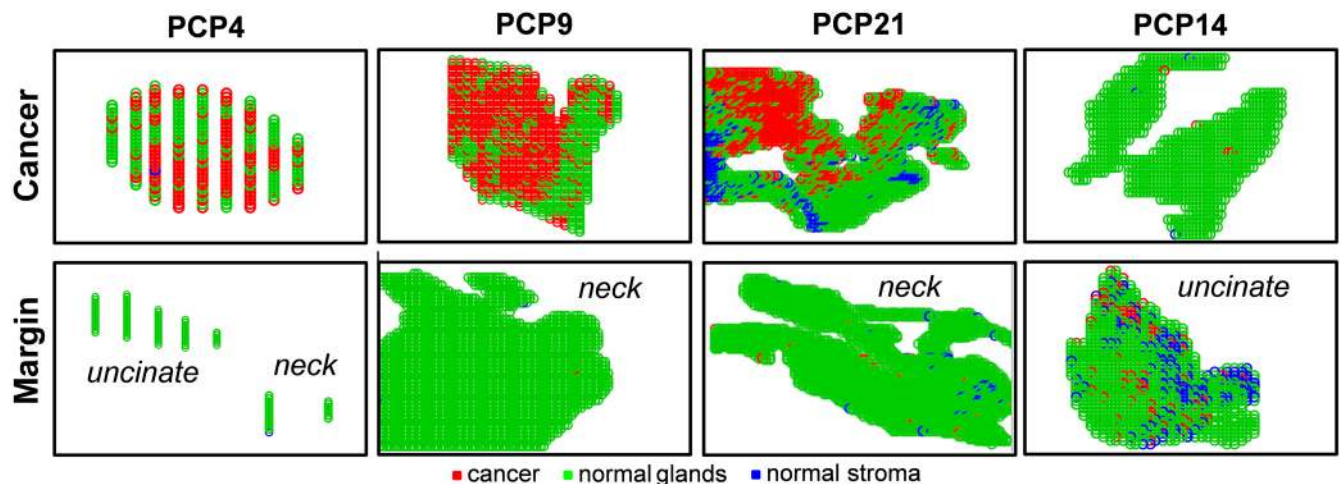 PCP4 PCP9 PCP21 PCP14
Cancer
Margin
uncinate neck neck neck uncinate
cancer normal glands normal stroma